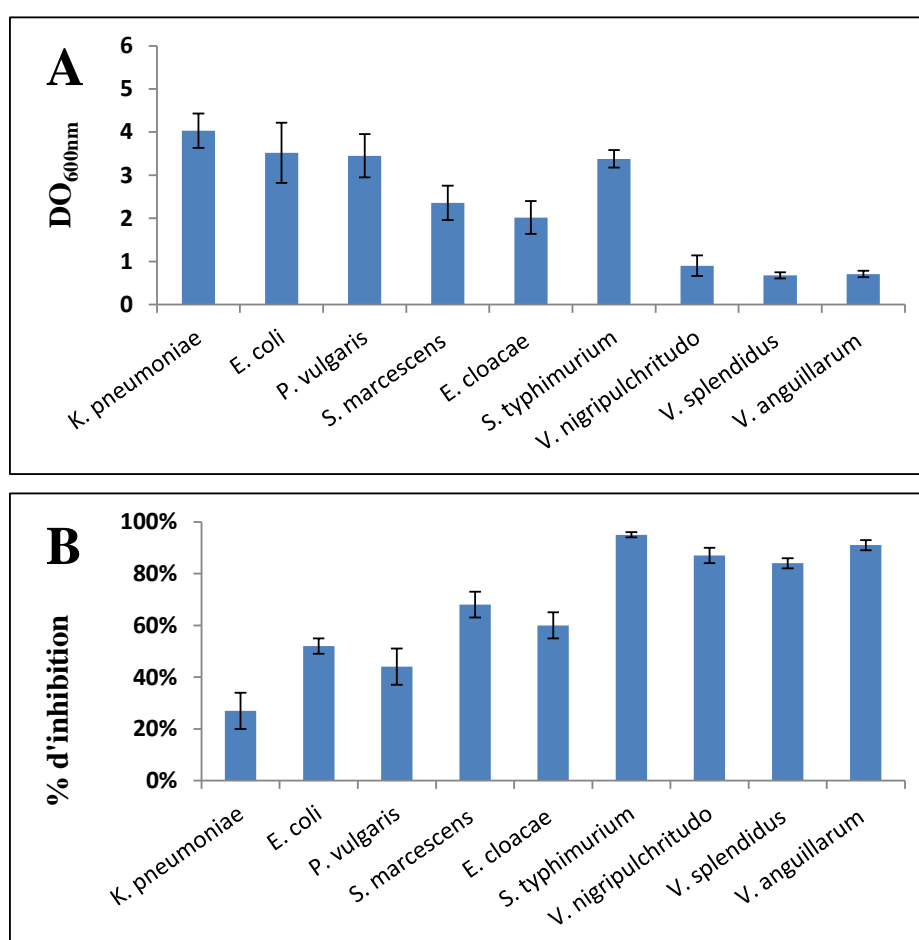 A
DO600nm
6
5
4
3
2
1
0
K. pneumoniae
E. coli
P. vulgaris
S. marcescens
E. cloacae
S. typhimurium
V. nigripulchritudo
V. splendidus
V. anguillarum
B
% d'inhibition
100%
80%
60%
40%
20%
0%
K. pneumoniae
E. coli
P. vulgaris
S. marcescens
E. cloacae
S. typhimurium
V. nigripulchritudo
V. splendidus
V. anguillarum